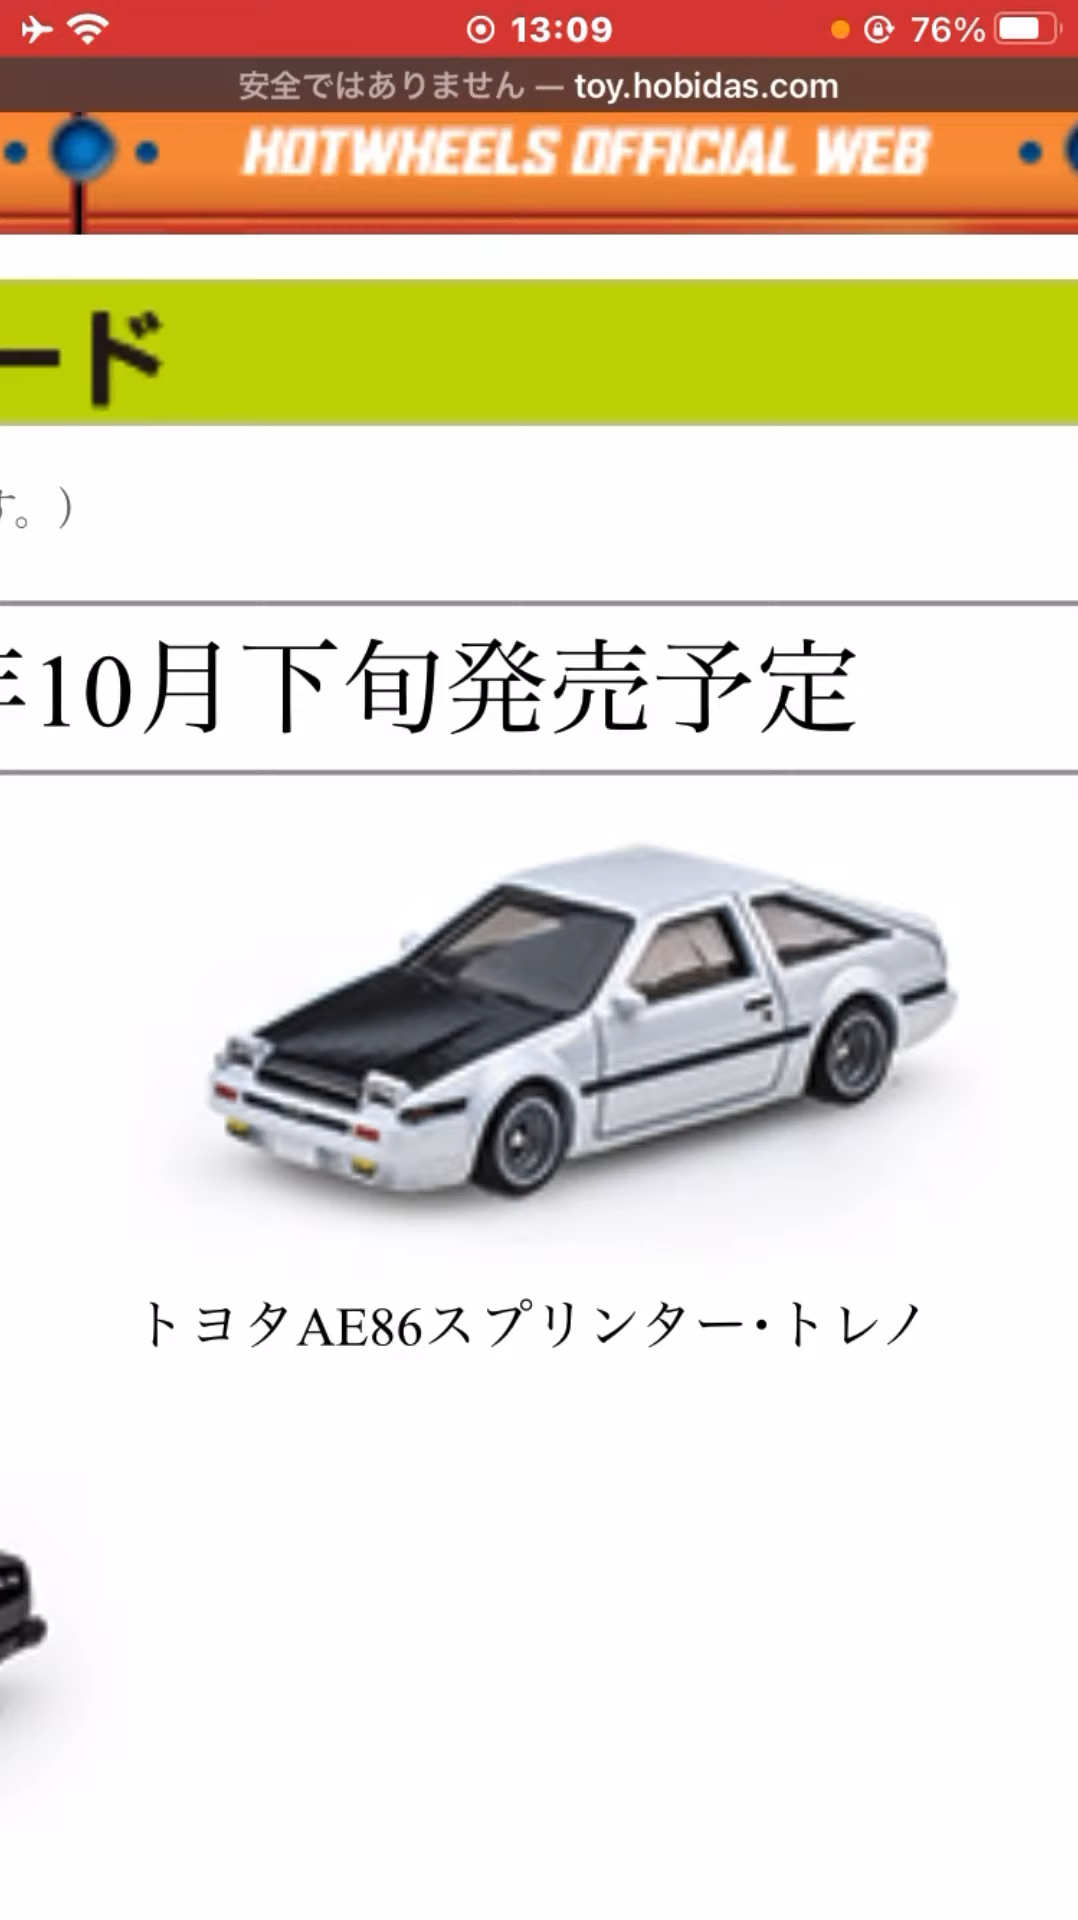 13:09
76%
安全ではありません — toy.hobidas.com
HOTWHEELS OFFICIAL WEB
ード
す。)
年10月下旬発売予定
トヨタAE86スプリンター・トレノ